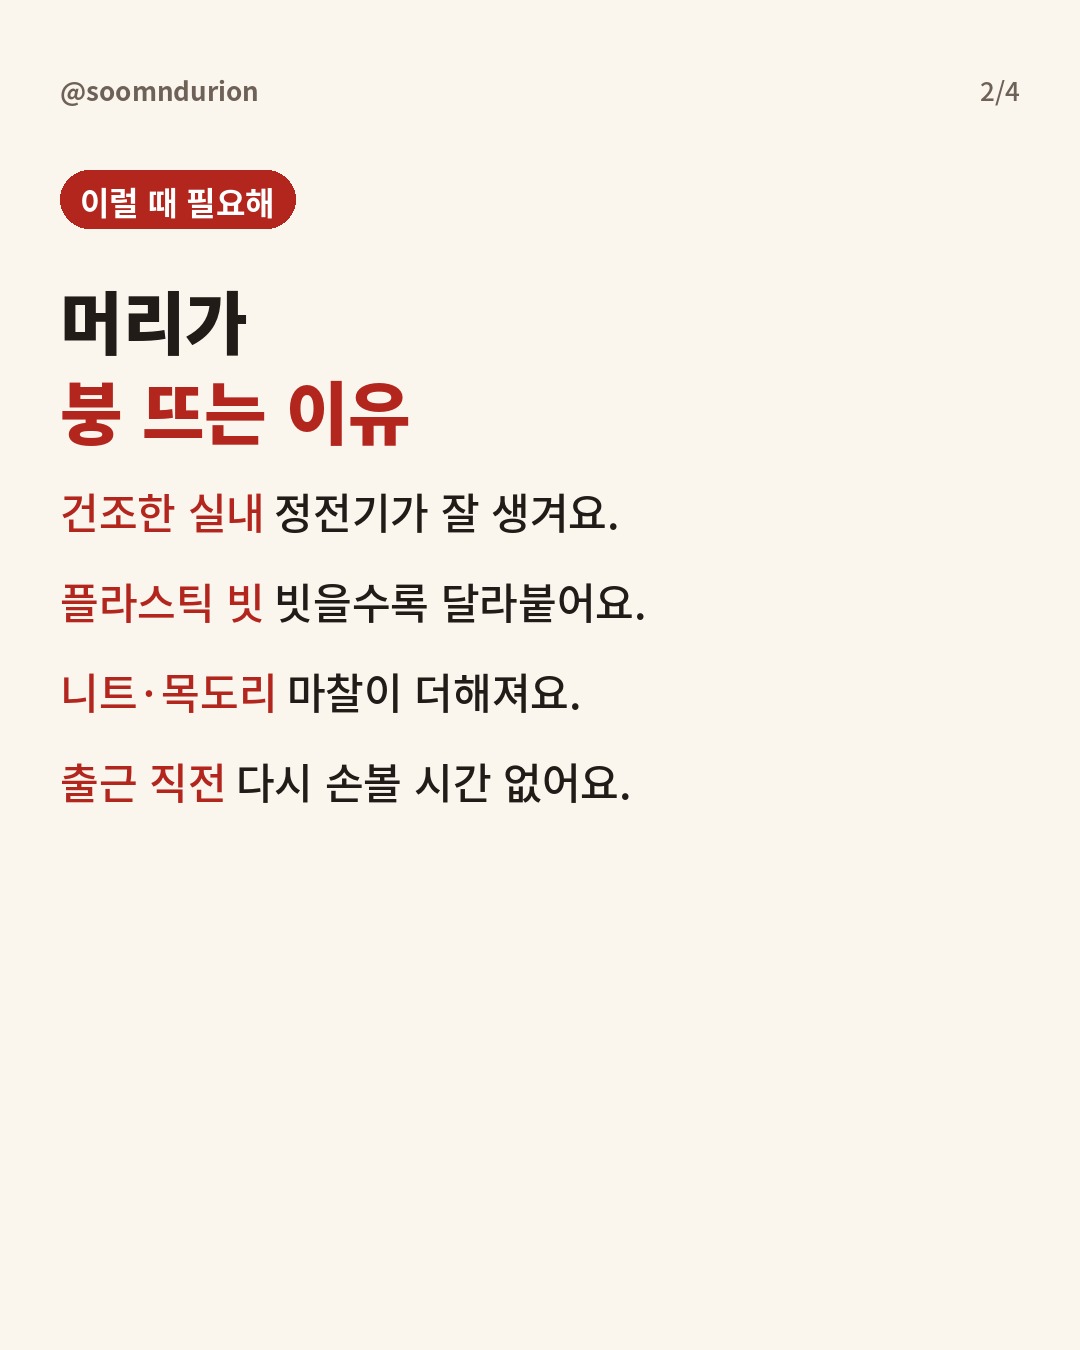 @soomndurion
2/4
이럴 때 필요해
머리가
붕 뜨는 이유
건조한 실내 정전기가 잘 생겨요.
플라스틱 빗 빗을수록 달라붙어요.
니트·목도리 마찰이 더해져요.
출근 직전 다시 손볼 시간 없어요.